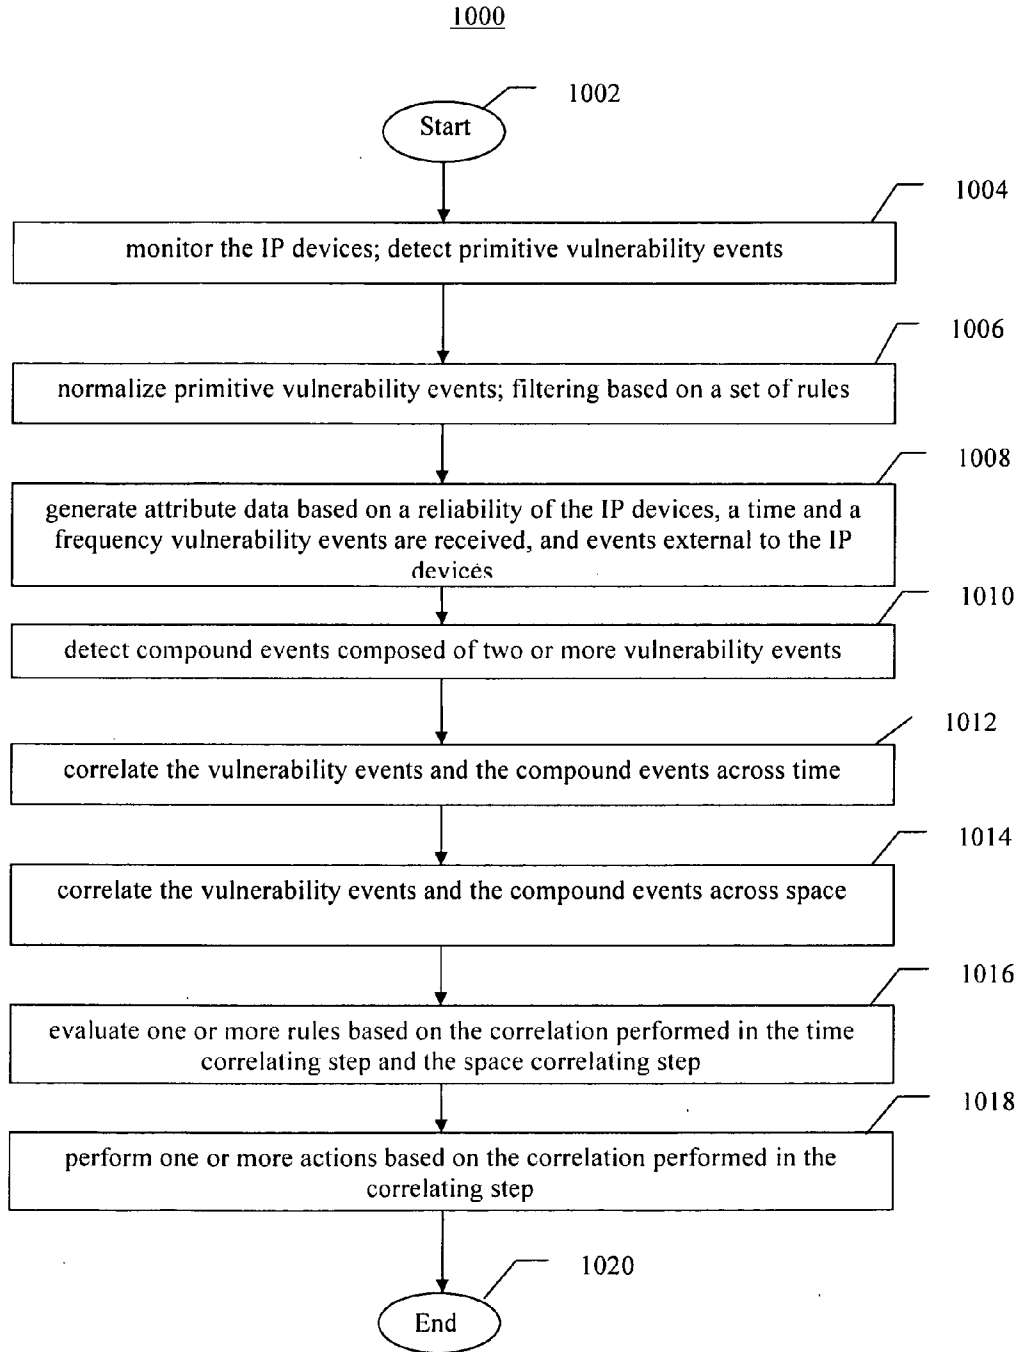 1000
1002
Start
1004
monitor the IP devices; detect primitive vulnerability events
1006
normalize primitive vulnerability events; filtering based on a set of rules
1008
generate attribute data based on a reliability of the IP devices, a time and a
frequency vulnerability events are received, and events external to the IP
devices
1010
detect compound events composed of two or more vulnerability events
1012
correlate the vulnerability events and the compound events across time
1014
correlate the vulnerability events and the compound events across space
1016
evaluate one or more rules based on the correlation performed in the time
correlating step and the space correlating step
1018
perform one or more actions based on the correlation performed in the
correlating step
1020
End